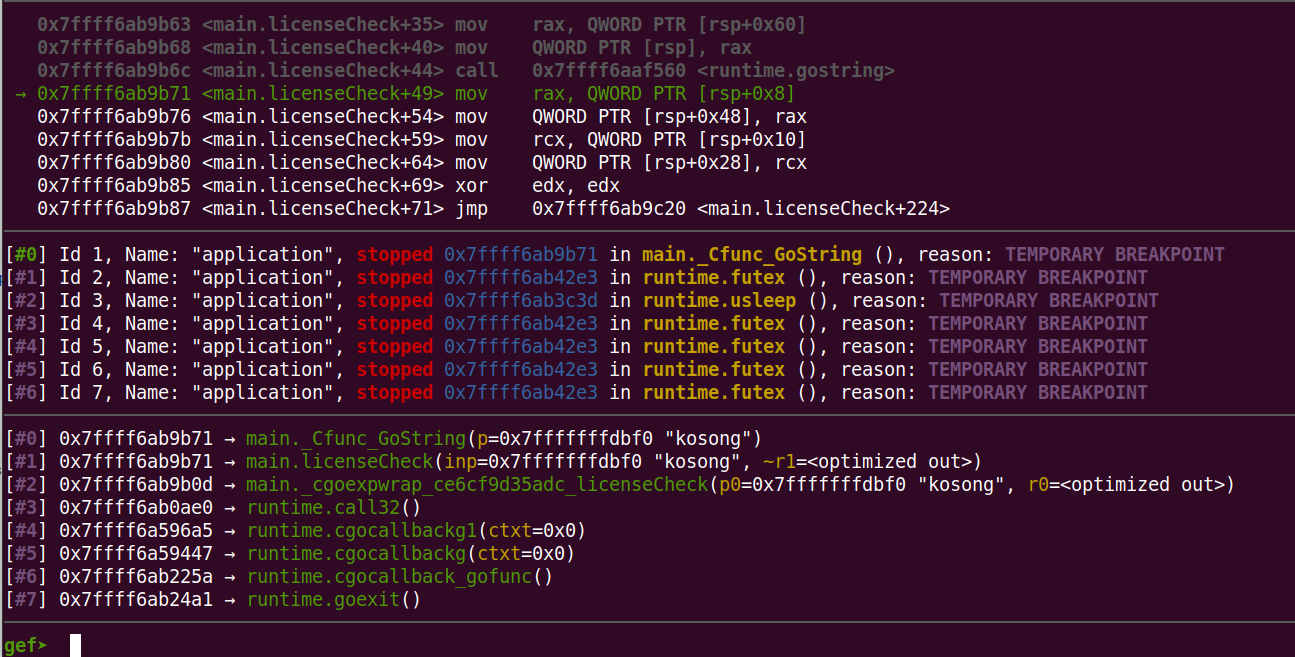 0x7ffff6ab9b63 <main.licenseCheck+35> mov    rax, QWORD PTR [rsp+0x60]
0x7ffff6ab9b68 <main.licenseCheck+40> mov    QWORD PTR [rsp], rax
0x7ffff6ab9b6c <main.licenseCheck+44> call   0x7ffff6aaf560 <runtime.gostring>
→ 0x7ffff6ab9b71 <main.licenseCheck+49> mov    rax, QWORD PTR [rsp+0x8]
0x7ffff6ab9b76 <main.licenseCheck+54> mov    QWORD PTR [rsp+0x48], rax
0x7ffff6ab9b7b <main.licenseCheck+59> mov    rcx, QWORD PTR [rsp+0x10]
0x7ffff6ab9b80 <main.licenseCheck+64> mov    QWORD PTR [rsp+0x28], rcx
0x7ffff6ab9b85 <main.licenseCheck+69> xor    edx, edx
0x7ffff6ab9b87 <main.licenseCheck+71> jmp    0x7ffff6ab9c20 <main.licenseCheck+224>
[#0] Id 1, Name: "application", stopped 0x7ffff6ab9b71 in main._Cfunc_GoString (), reason: TEMPORARY BREAKPOINT
[#1] Id 2, Name: "application", stopped 0x7ffff6ab42e3 in runtime.futex (), reason: TEMPORARY BREAKPOINT
[#2] Id 3, Name: "application", stopped 0x7ffff6ab3c3d in runtime.usleep (), reason: TEMPORARY BREAKPOINT
[#3] Id 4, Name: "application", stopped 0x7ffff6ab42e3 in runtime.futex (), reason: TEMPORARY BREAKPOINT
[#4] Id 5, Name: "application", stopped 0x7ffff6ab42e3 in runtime.futex (), reason: TEMPORARY BREAKPOINT
[#5] Id 6, Name: "application", stopped 0x7ffff6ab42e3 in runtime.futex (), reason: TEMPORARY BREAKPOINT
[#6] Id 7, Name: "application", stopped 0x7ffff6ab42e3 in runtime.futex (), reason: TEMPORARY BREAKPOINT
[#0] 0x7ffff6ab9b71 → main._Cfunc_GoString(p=0x7fffffffdbf0 "kosong")
[#1] 0x7ffff6ab9b71 → main.licenseCheck(inp=0x7fffffffdbf0 "kosong", ~r1=<optimized out>)
[#2] 0x7ffff6ab9b0d → main._cgoexpwrap_ce6cf9d35adc_licenseCheck(p0=0x7fffffffdbf0 "kosong", r0=<optimized out>)
[#3] 0x7ffff6ab0ae0 → runtime.call32()
[#4] 0x7ffff6a596a5 → runtime.cgocallbackg1(ctxt=0x0)
[#5] 0x7ffff6a59447 → runtime.cgocallbackg(ctxt=0x0)
[#6] 0x7ffff6ab225a → runtime.cgocallback_gofunc()
[#7] 0x7ffff6ab24a1 → runtime.goexit()
gef➤